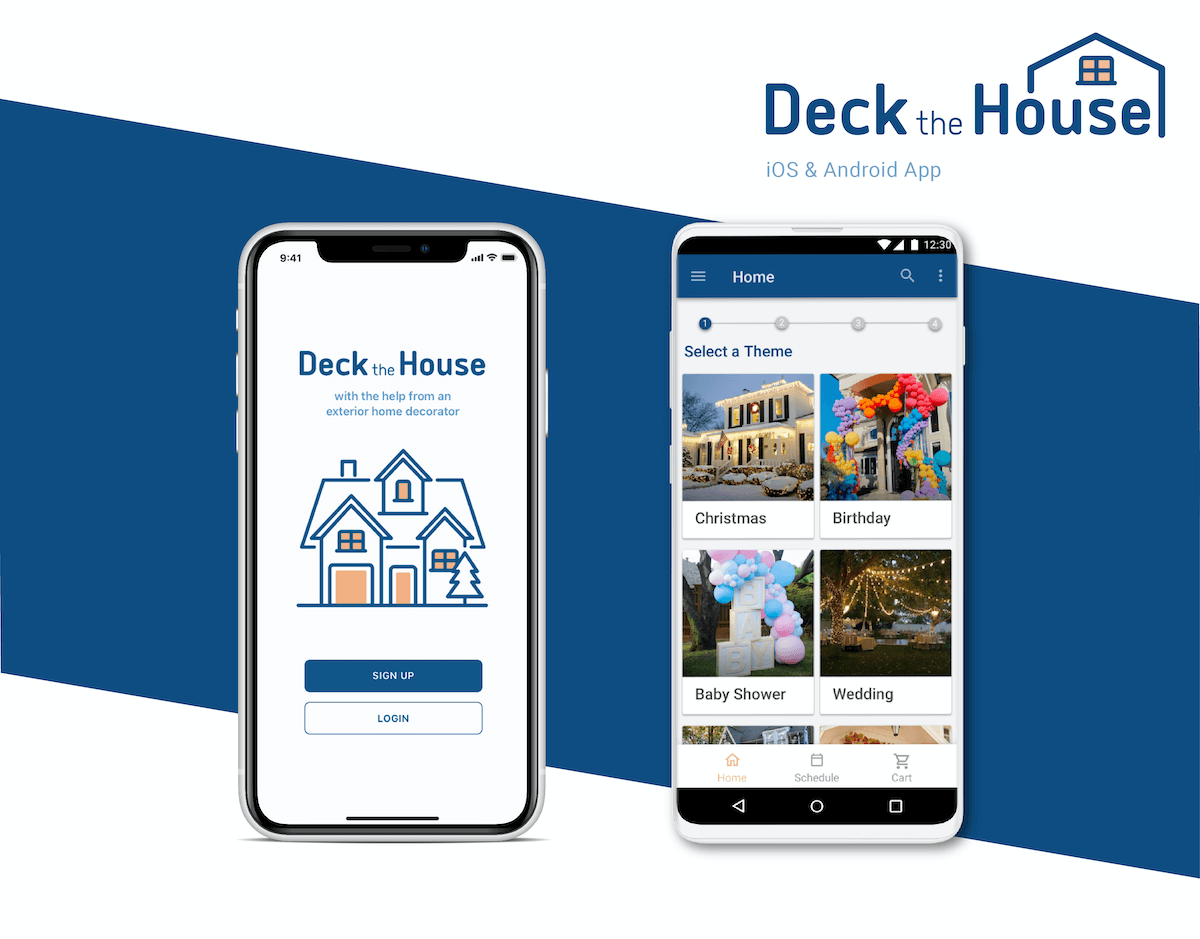 Deck the House
iOS & Android App
9:41
Deck the House
with the help from an
exterior home decorator
SIGN UP
LOGIN
12:30
Home
1 2 3 4
Select a Theme
Christmas
Birthday
B
A
BY
Baby Shower
Wedding
Home
Schedule
Cart